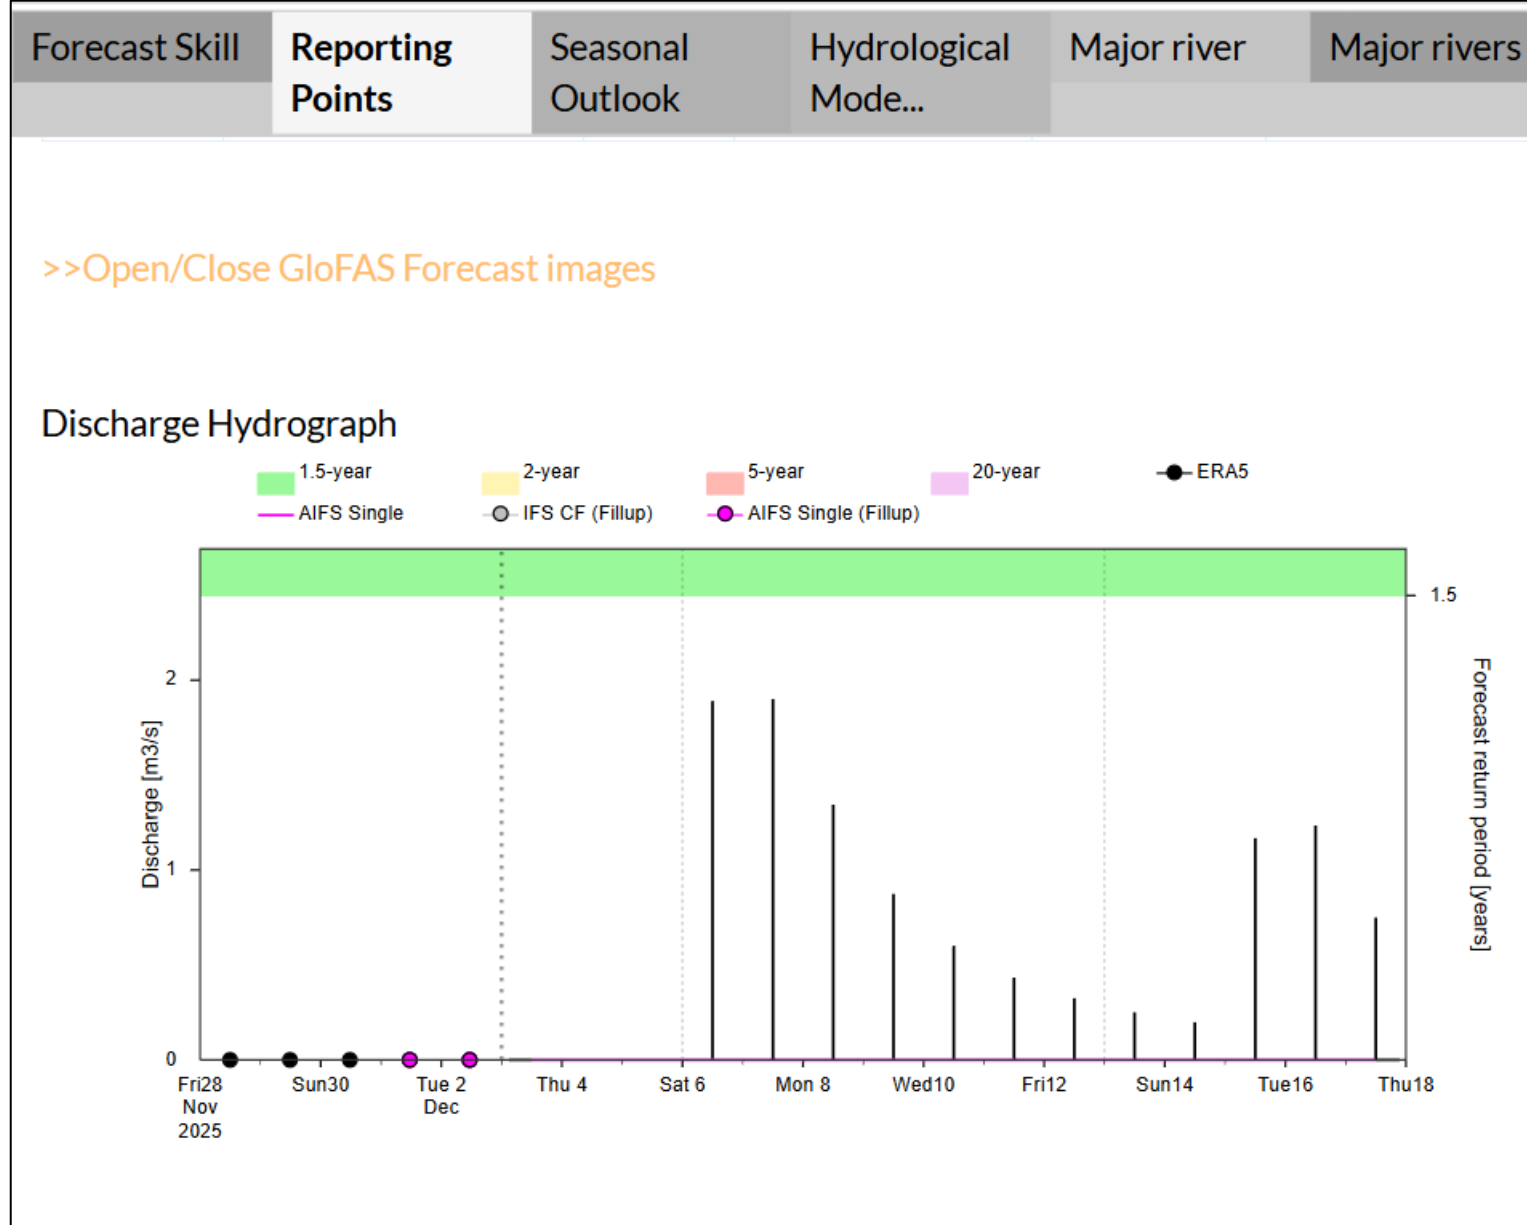 Forecast Skill
Reporting
Points
Seasonal
Outlook
Hydrological
Mode...
Major river
Major rivers
>>Open/Close GloFAS Forecast images
Discharge Hydrograph
1.5-year
2-year
5-year
20-year
ERA5
AIFS Single
IFS CF (Fillup)
AIFS Single (Fillup)
Discharge [m3/s]
2
1
0
1.5
Forecast return period [years]
Fri28
Nov
2025
Sun30
Tue 2
Dec
Thu 4
Sat 6
Mon 8
Wed10
Fri12
Sun14
Tue16
Thu18